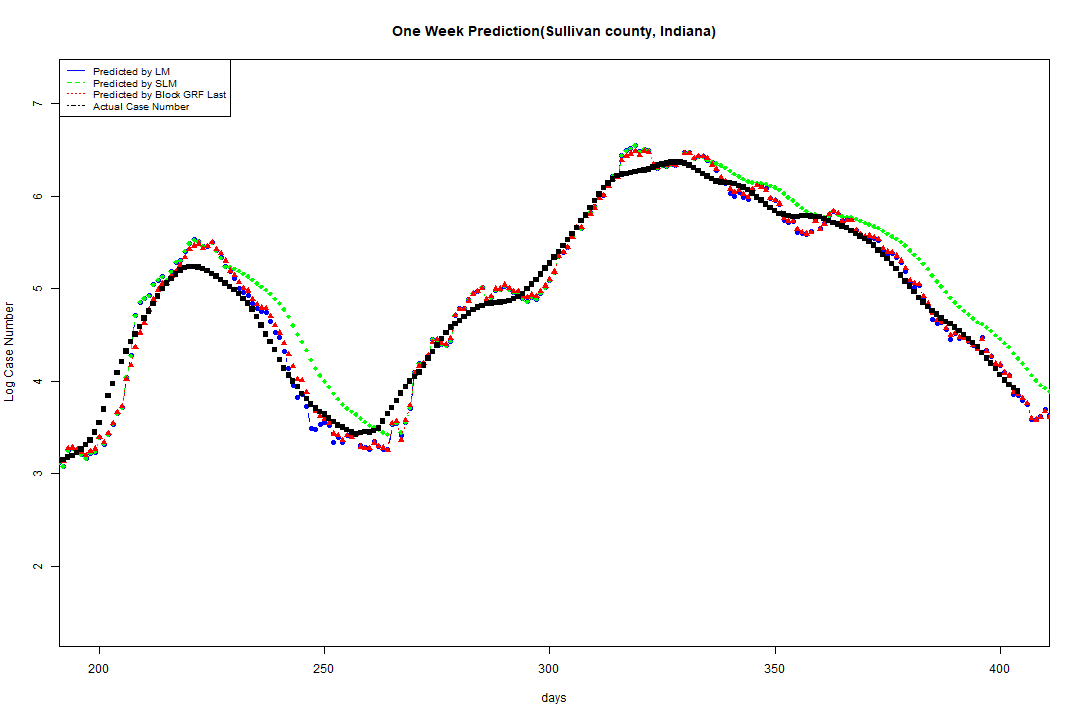 One Week Prediction(Sullivan county, Indiana)
Predicted by LM
Predicted by SLM
Predicted by Block GRF Last
Actual Case Number
7
6
5
4
3
2
Log Case Number
200 250 300 350 400
days